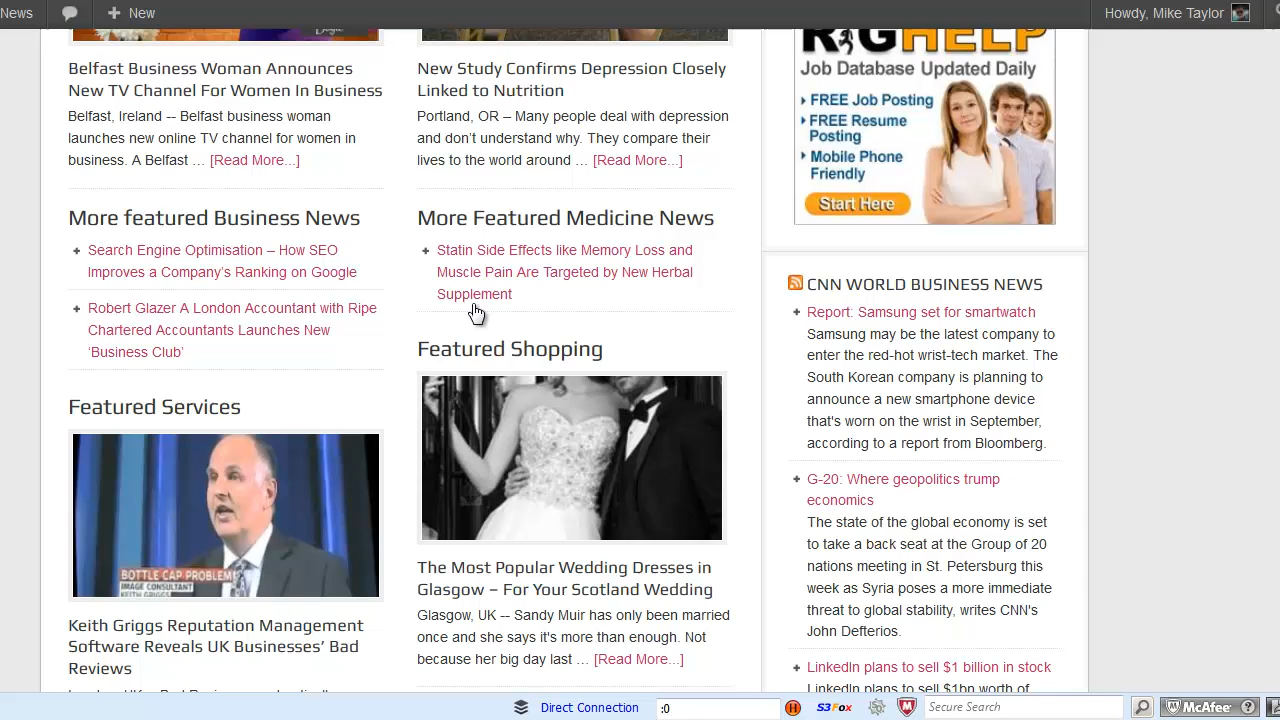 News
New
Howdy, Mike Taylor
Belfast Business Woman Announces
New TV Channel For Women In Business
Belfast, Ireland -- Belfast business woman
launches new online TV channel for women in
business. A Belfast … [Read More...]
More featured Business News
Search Engine Optimisation – How SEO
Improves a Company's Ranking on Google
Robert Glazer A London Accountant with Ripe
Chartered Accountants Launches New
'Business Club'
Featured Services
BOTTLE CAP PROBLEM
IMAGE CONSULTANT
KEITH GRIGGS
Keith Griggs Reputation Management
Software Reveals UK Businesses' Bad
Reviews
New Study Confirms Depression Closely
Linked to Nutrition
Portland, OR – Many people deal with depression
and don't understand why. They compare their
lives to the world around … [Read More...]
More Featured Medicine News
Statin Side Effects like Memory Loss and
Muscle Pain Are Targeted by New Herbal
Supplement
Featured Shopping
The Most Popular Wedding Dresses in
Glasgow – For Your Scotland Wedding
Glasgow, UK -- Sandy Muir has only been married
once and she says it's more than enough. Not
because her big day last … [Read More...]
RIGHELP
Job Database Updated Daily
FREE Job Posting
FREE Resume
Posting
Mobile Phone
Friendly
Start Here
CNN WORLD BUSINESS NEWS
Report: Samsung set for smartwatch
Samsung may be the latest company to
enter the red-hot wrist-tech market. The
South Korean company is planning to
announce a new smartphone device
that's worn on the wrist in September,
according to a report from Bloomberg.
G-20: Where geopolitics trump
economics
The state of the global economy is set
to take a back seat at the Group of 20
nations meeting in St. Petersburg this
week as Syria poses a more immediate
threat to global stability, writes CNN's
John Defterios.
LinkedIn plans to sell $1 billion in stock
LinkedIn plans to sell $1bn worth of
Direct Connection
:0
H
S3Fox
Secure Search
McAfee
?